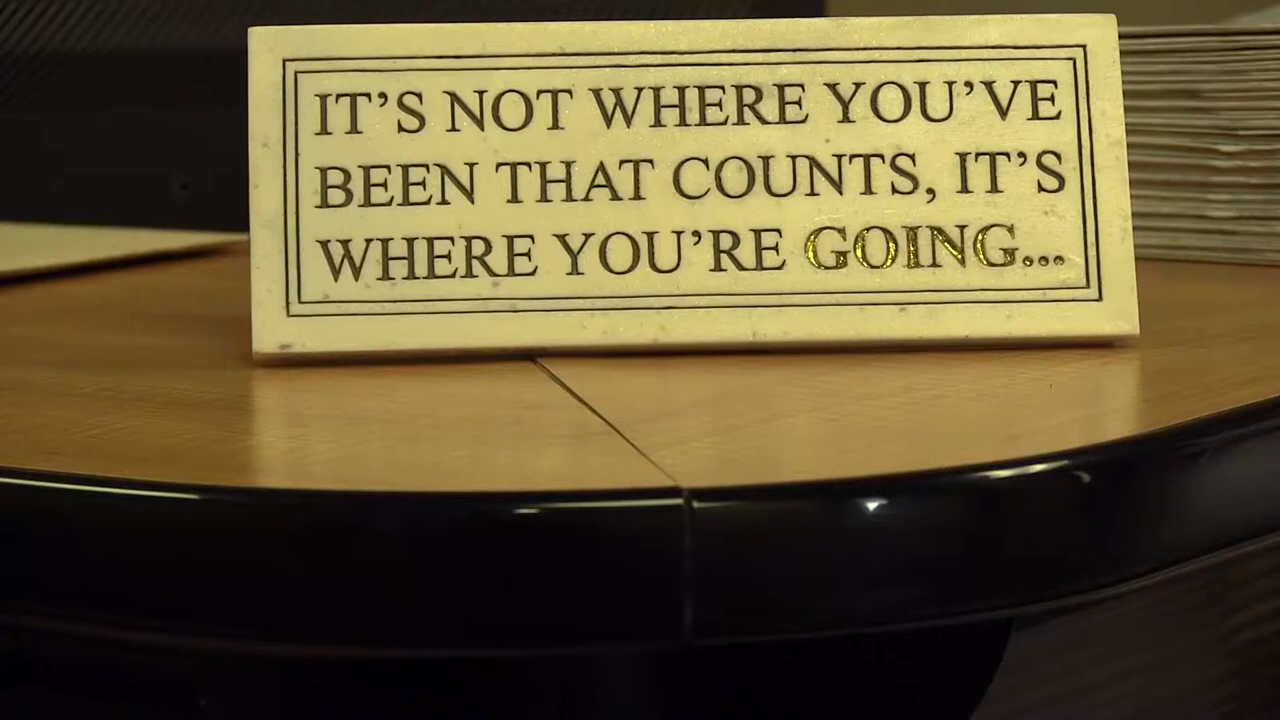 IT’S NOT WHERE YOU’VE
BEEN THAT COUNTS, IT’S
WHERE YOU’RE GOING...